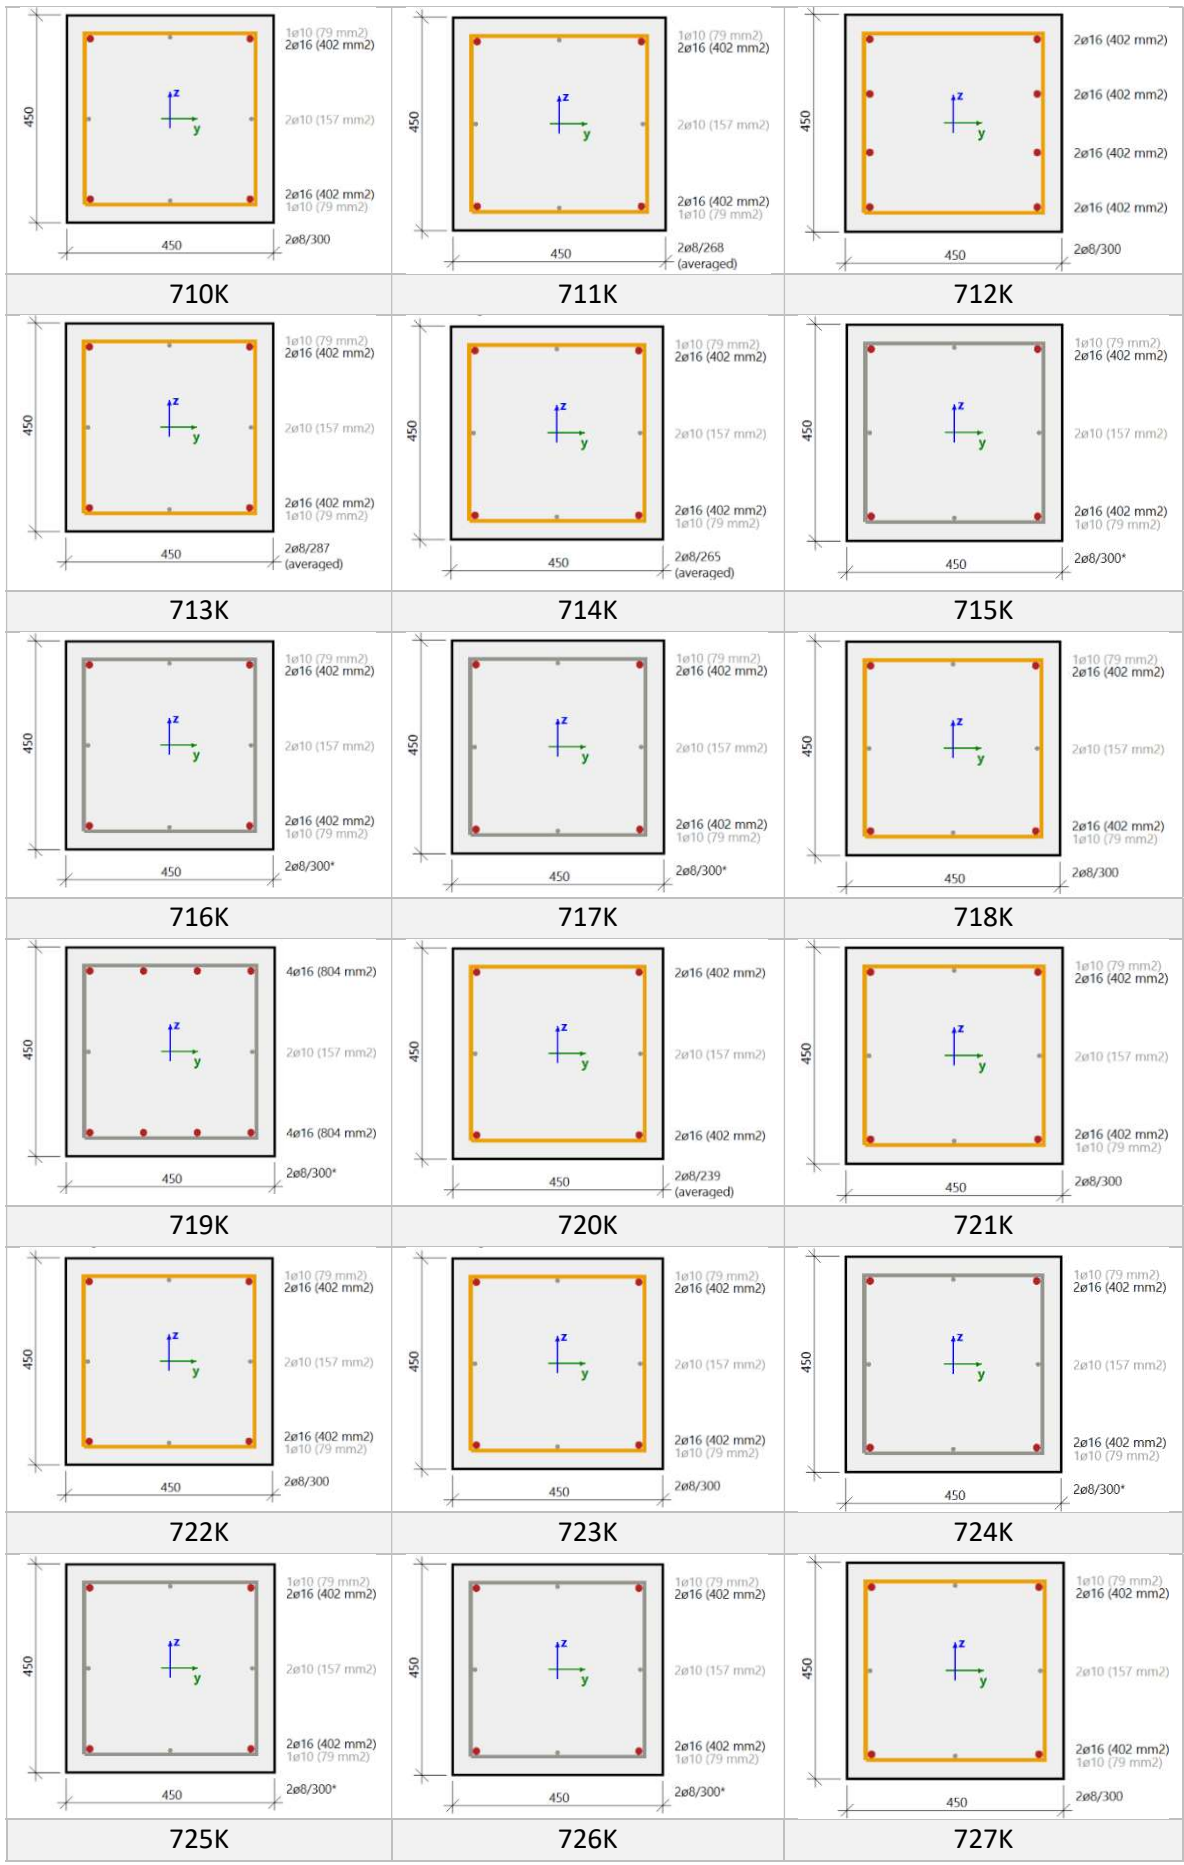 1ø10 (79 mm2)
2ø16 (402 mm2)
450
z
y
2ø10 (157 mm2)
2ø16 (402 mm2)
1ø10 (79 mm2)
450
2ø8/300
1ø10 (79 mm2)
2ø16 (402 mm2)
450
z
y
2ø10 (157 mm2)
2ø16 (402 mm2)
1ø10 (79 mm2)
450
2ø8/268
(averaged)
2ø16 (402 mm2)
2ø16 (402 mm2)
450
z
y
2ø16 (402 mm2)
2ø16 (402 mm2)
450
2ø8/300
710K
711K
712K
1ø10 (79 mm2)
2ø16 (402 mm2)
450
z
y
2ø10 (157 mm2)
2ø16 (402 mm2)
1ø10 (79 mm2)
450
2ø8/287
(averaged)
1ø10 (79 mm2)
2ø16 (402 mm2)
450
z
y
2ø10 (157 mm2)
2ø16 (402 mm2)
1ø10 (79 mm2)
450
2ø8/265
(averaged)
1ø10 (79 mm2)
2ø16 (402 mm2)
450
z
y
2ø10 (157 mm2)
2ø16 (402 mm2)
1ø10 (79 mm2)
450
2ø8/300*
713K
714K
715K
1ø10 (79 mm2)
2ø16 (402 mm2)
450
z
y
2ø10 (157 mm2)
2ø16 (402 mm2)
1ø10 (79 mm2)
450
2ø8/300*
1ø10 (79 mm2)
2ø16 (402 mm2)
450
z
y
2ø10 (157 mm2)
2ø16 (402 mm2)
1ø10 (79 mm2)
450
2ø8/300*
1ø10 (79 mm2)
2ø16 (402 mm2)
450
z
y
2ø10 (157 mm2)
2ø16 (402 mm2)
1ø10 (79 mm2)
450
2ø8/300
716K
717K
718K
4ø16 (804 mm2)
450
z
y
2ø10 (157 mm2)
4ø16 (804 mm2)
450
2ø8/300*
2ø16 (402 mm2)
450
z
y
2ø10 (157 mm2)
2ø16 (402 mm2)
450
2ø8/239
(averaged)
1ø10 (79 mm2)
2ø16 (402 mm2)
450
z
y
2ø10 (157 mm2)
2ø16 (402 mm2)
1ø10 (79 mm2)
450
2ø8/300
719K
720K
721K
1ø10 (79 mm2)
2ø16 (402 mm2)
450
z
y
2ø10 (157 mm2)
2ø16 (402 mm2)
1ø10 (79 mm2)
450
2ø8/300
1ø10 (79 mm2)
2ø16 (402 mm2)
450
z
y
2ø10 (157 mm2)
2ø16 (402 mm2)
1ø10 (79 mm2)
450
2ø8/300
1ø10 (79 mm2)
2ø16 (402 mm2)
450
z
y
2ø10 (157 mm2)
2ø16 (402 mm2)
1ø10 (79 mm2)
450
2ø8/300*
722K
723K
724K
1ø10 (79 mm2)
2ø16 (402 mm2)
450
z
y
2ø10 (157 mm2)
2ø16 (402 mm2)
1ø10 (79 mm2)
450
2ø8/300*
1ø10 (79 mm2)
2ø16 (402 mm2)
450
z
y
2ø10 (157 mm2)
2ø16 (402 mm2)
1ø10 (79 mm2)
450
2ø8/300*
1ø10 (79 mm2)
2ø16 (402 mm2)
450
z
y
2ø10 (157 mm2)
2ø16 (402 mm2)
1ø10 (79 mm2)
450
2ø8/300
725K
726K
727K